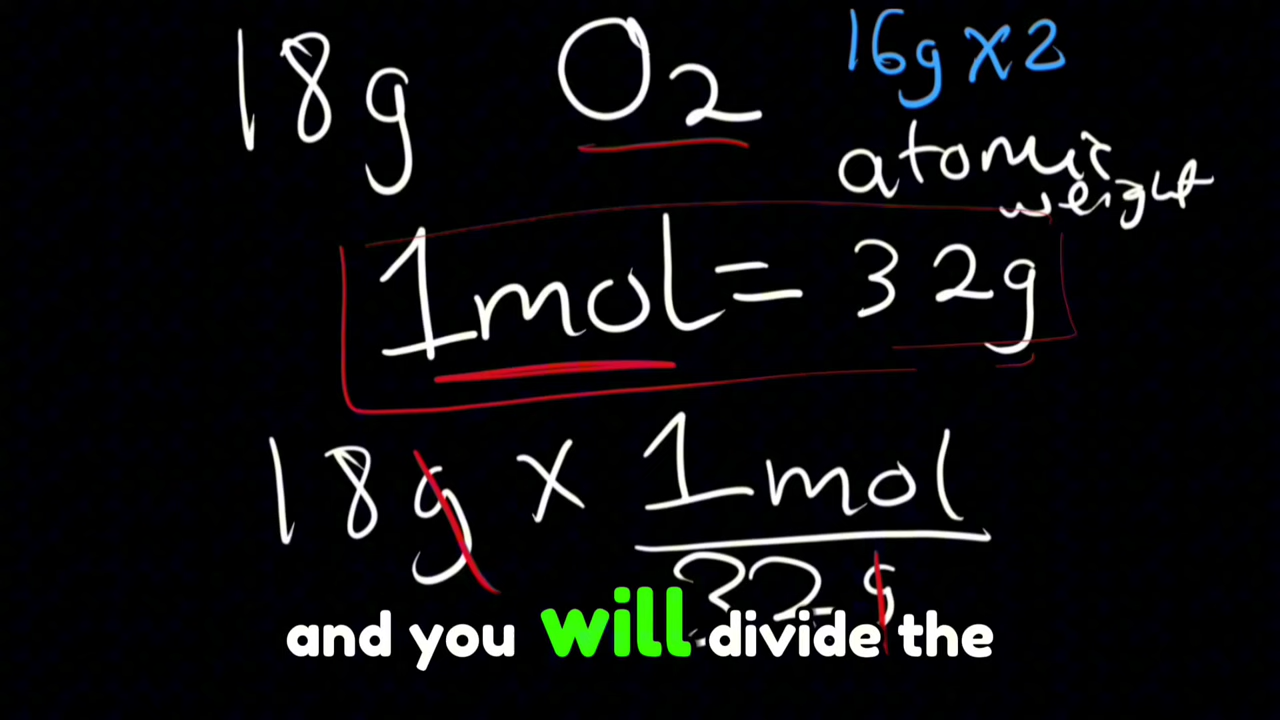 18g O2 16g x 2
atomic weight
1mol = 32g
18g x 1mol
32g
and you will divide the